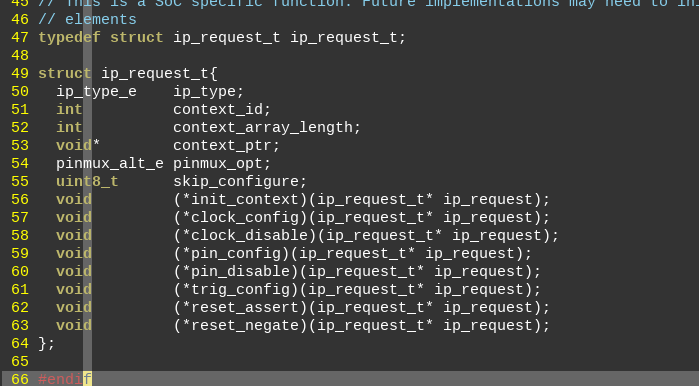 45 // This is a SoC specific function. Future implementations may need to
46 // elements
47 typedef struct ip_request_t ip_request_t;
48
49 struct ip_request_t{
50   ip_type_e    ip_type;
51   int          context_id;
52   int          context_array_length;
53   void*        context_ptr;
54   pinmux_alt_e pinmux_opt;
55   uint8_t      skip_configure;
56   void         (*init_context)(ip_request_t* ip_request);
57   void         (*clock_config)(ip_request_t* ip_request);
58   void         (*clock_disable)(ip_request_t* ip_request);
59   void         (*pin_config)(ip_request_t* ip_request);
60   void         (*pin_disable)(ip_request_t* ip_request);
61   void         (*trig_config)(ip_request_t* ip_request);
62   void         (*reset_assert)(ip_request_t* ip_request);
63   void         (*reset_negate)(ip_request_t* ip_request);
64 };
65
66 #endif